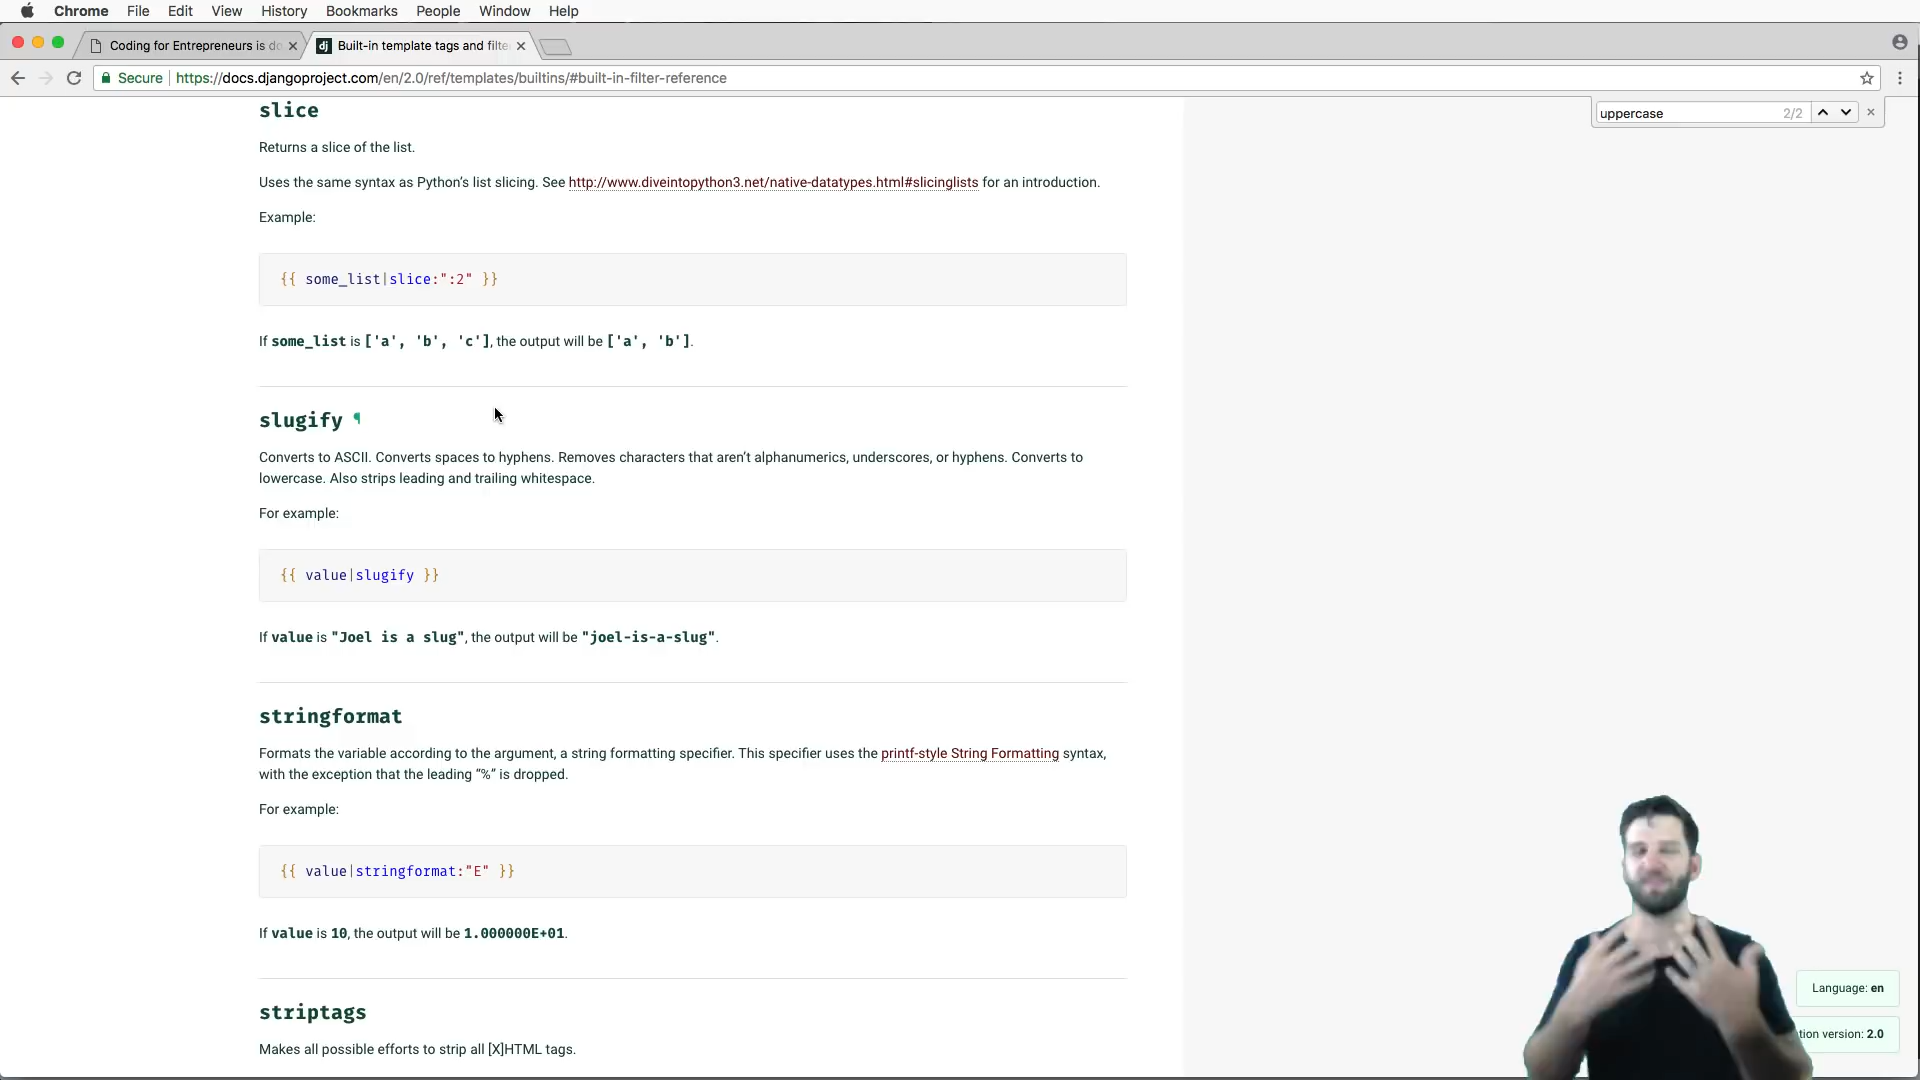 Chrome File Edit View History Bookmarks People Window Help
Coding for Entrepreneurs is do
dj Built-in template tags and filte
Secure https://docs.djangoproject.com/en/2.0/ref/templates/builtins/#built-in-filter-reference
uppercase 2/2
slice
Returns a slice of the list.
Uses the same syntax as Python’s list slicing. See http://www.diveintopython3.net/native-datatypes.html#slicinglists for an introduction.
Example:
{{ some_list|slice:":2" }}
If some_list is ['a', 'b', 'c'], the output will be ['a', 'b'].
slugify ¶
Converts to ASCII. Converts spaces to hyphens. Removes characters that aren’t alphanumerics, underscores, or hyphens. Converts to
lowercase. Also strips leading and trailing whitespace.
For example:
{{ value|slugify }}
If value is "Joel is a slug", the output will be "joel-is-a-slug".
stringformat
Formats the variable according to the argument, a string formatting specifier. This specifier uses the printf-style String Formatting syntax,
with the exception that the leading “%” is dropped.
For example:
{{ value|stringformat:"E" }}
If value is 10, the output will be 1.000000E+01.
striptags
Makes all possible efforts to strip all [X]HTML tags.
Language: en
tion version: 2.0